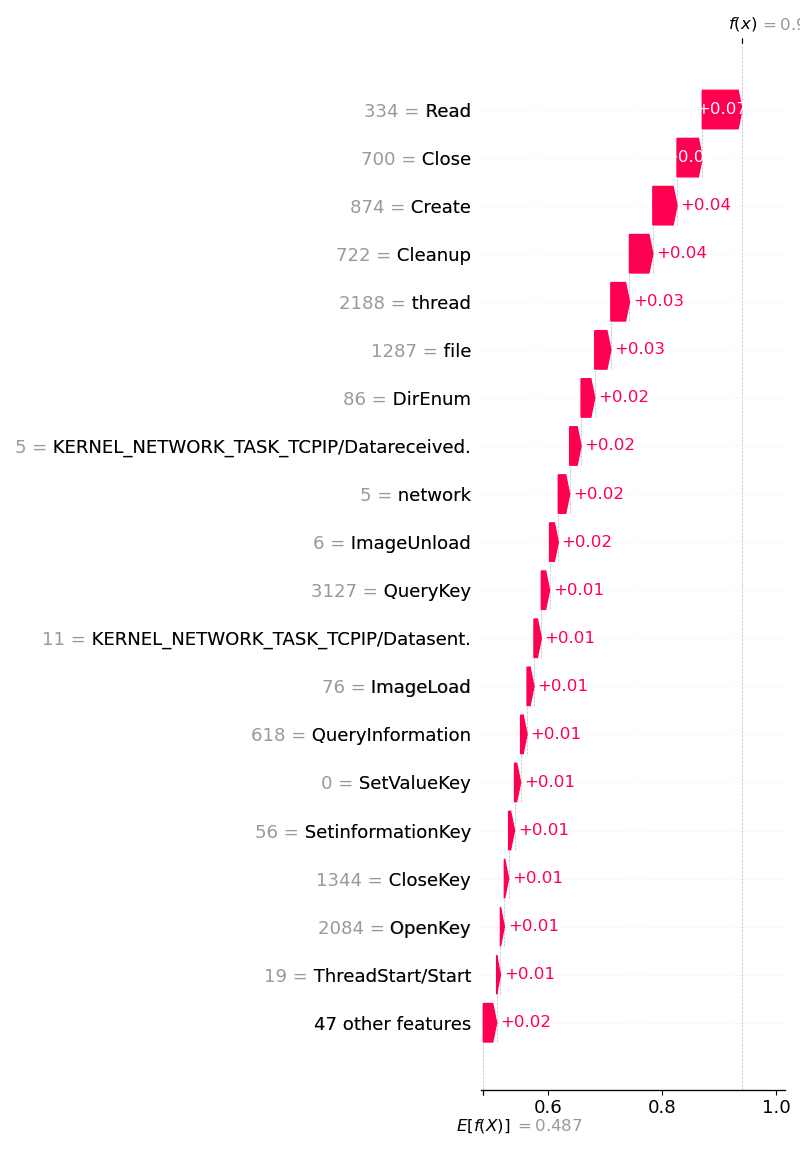 f(x) = 0.9
334 = Read +0.07
700 = Close +0.0
874 = Create +0.04
722 = Cleanup +0.04
2188 = thread +0.03
1287 = file +0.03
86 = DirEnum +0.02
5 = KERNEL_NETWORK_TASK_TCPIP/Datareceived. +0.02
5 = network +0.02
6 = ImageUnload +0.02
3127 = QueryKey +0.01
11 = KERNEL_NETWORK_TASK_TCPIP/Datasent. +0.01
76 = ImageLoad +0.01
618 = QueryInformation +0.01
0 = SetValueKey +0.01
56 = SetinformationKey +0.01
1344 = CloseKey +0.01
2084 = OpenKey +0.01
19 = ThreadStart/Start +0.01
47 other features +0.02
0.6 0.8 1.0
E[f(X)] = 0.487